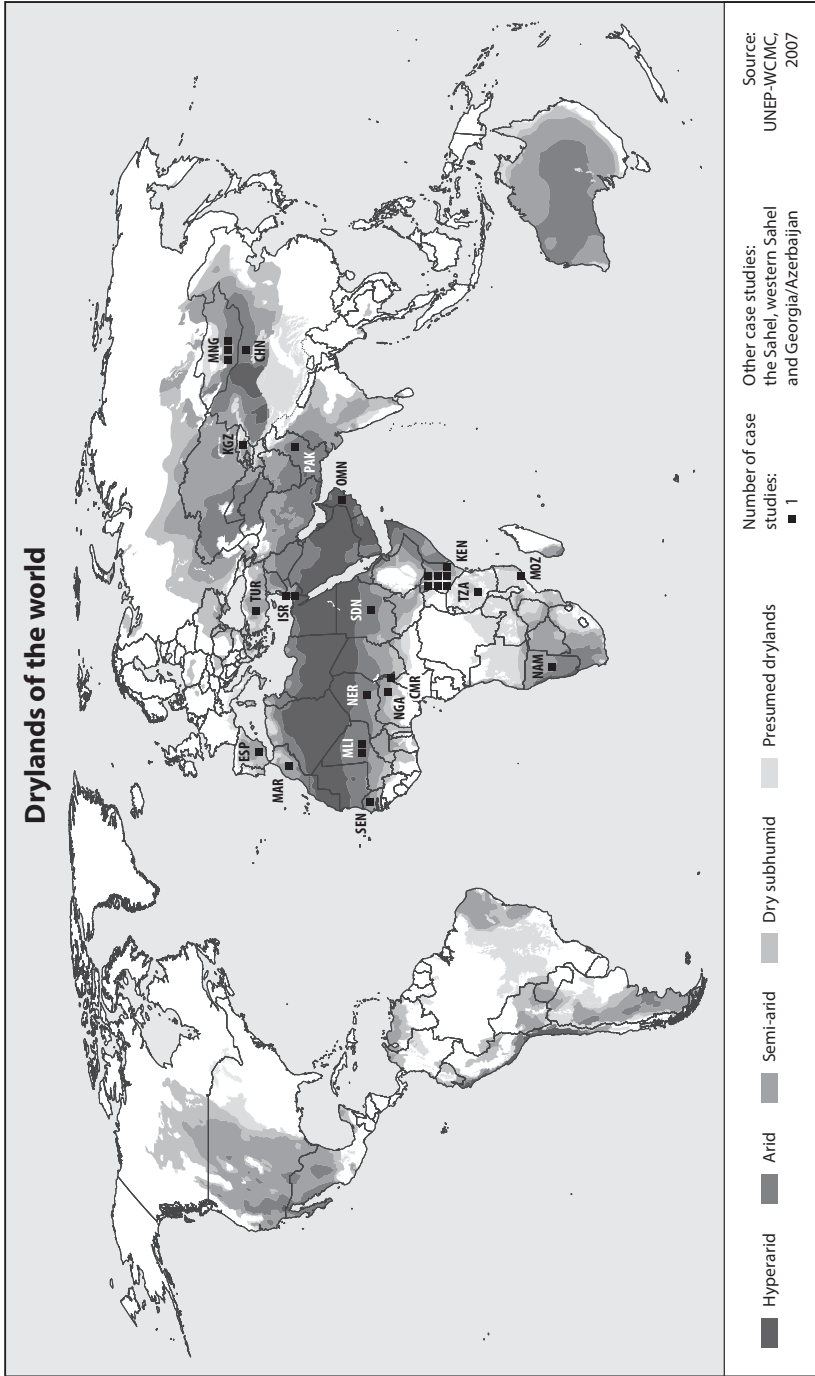 Drylands of the world
MNG
CHN
KGZ
PAK
OMN
TUR
ISR
ESP
MAR
SDN
NER
MLI
SEN
NGA
CMR
KEN
TZA
MOZ
NAM
Hyperarid
Arid
Semi-arid
Dry subhumid
Presumed drylands
Number of case
studies:
1
Other case studies:
the Sahel, western Sahel
and Georgia/Azerbaijan
Source:
UNEP-WCMC,
2007